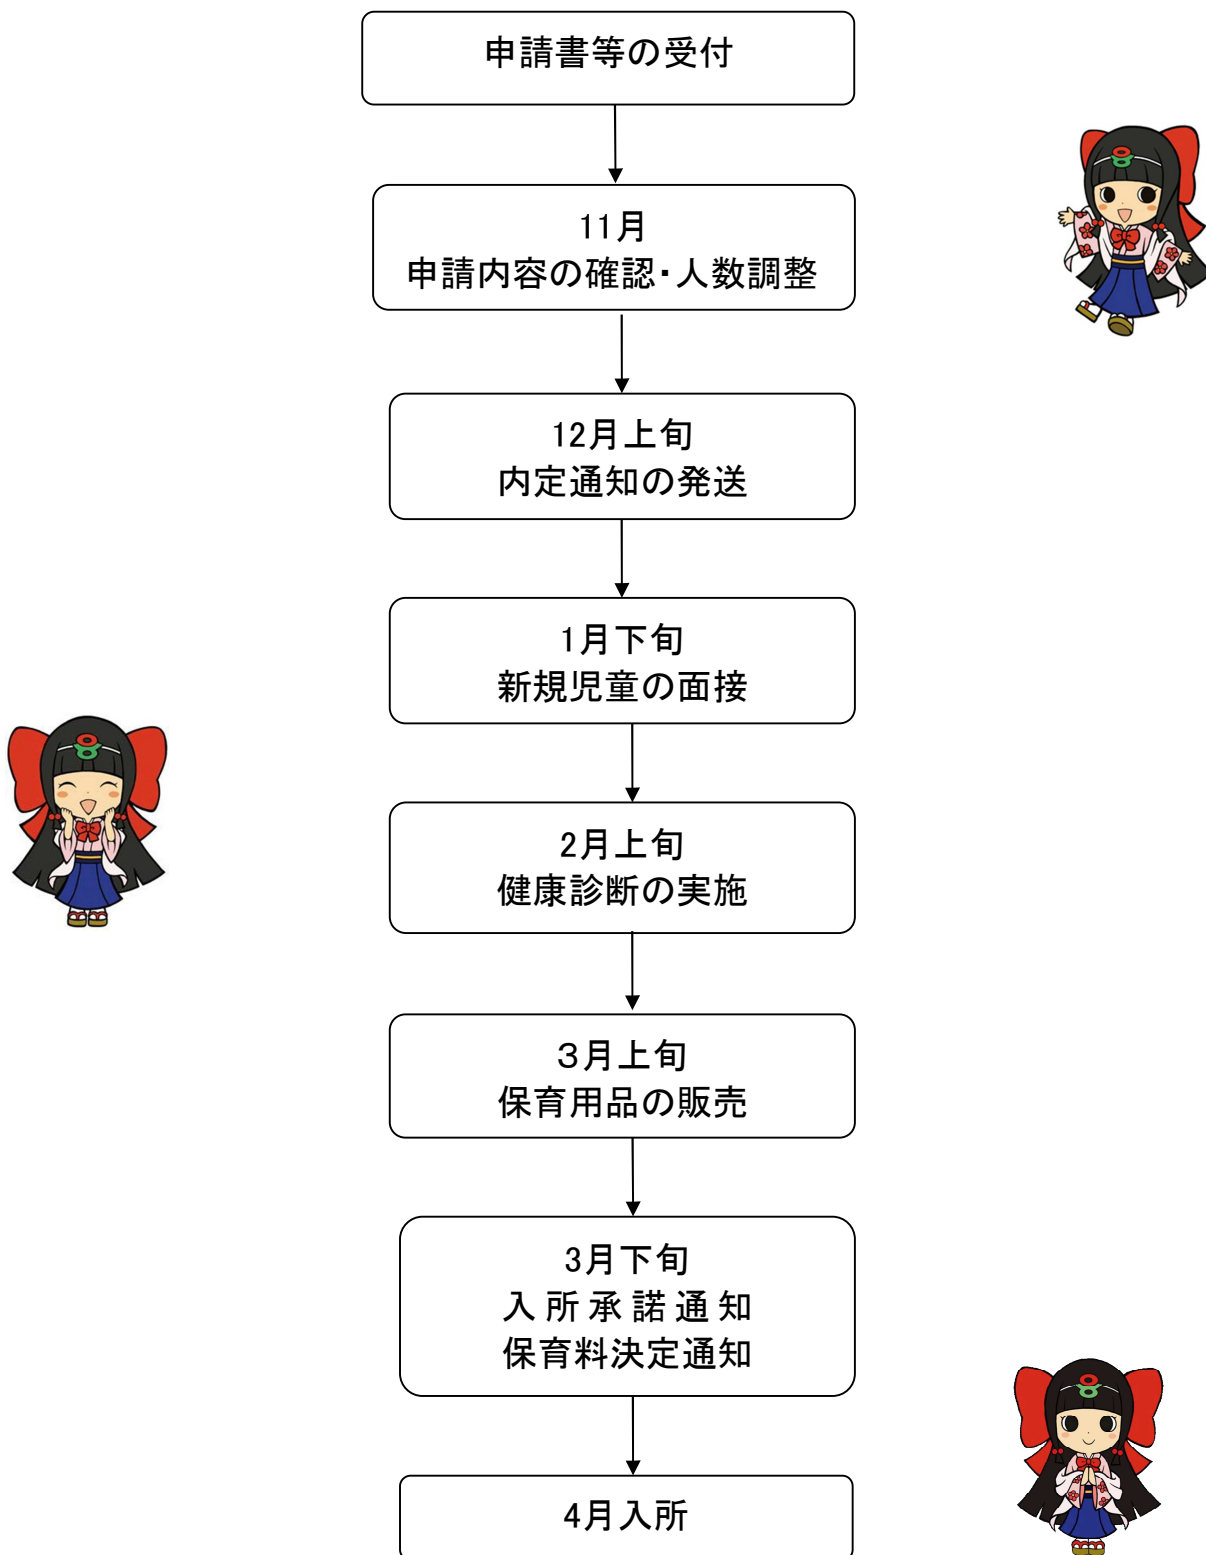 申請書等の受付
11月
申請内容の確認・人数調整
12月上旬
内定通知の発送
1月下旬
新規児童の面接
2月上旬
健康診断の実施
３月上旬
保育用品の販売
3月下旬
入所承諾通知
保育料決定通知
4月入所